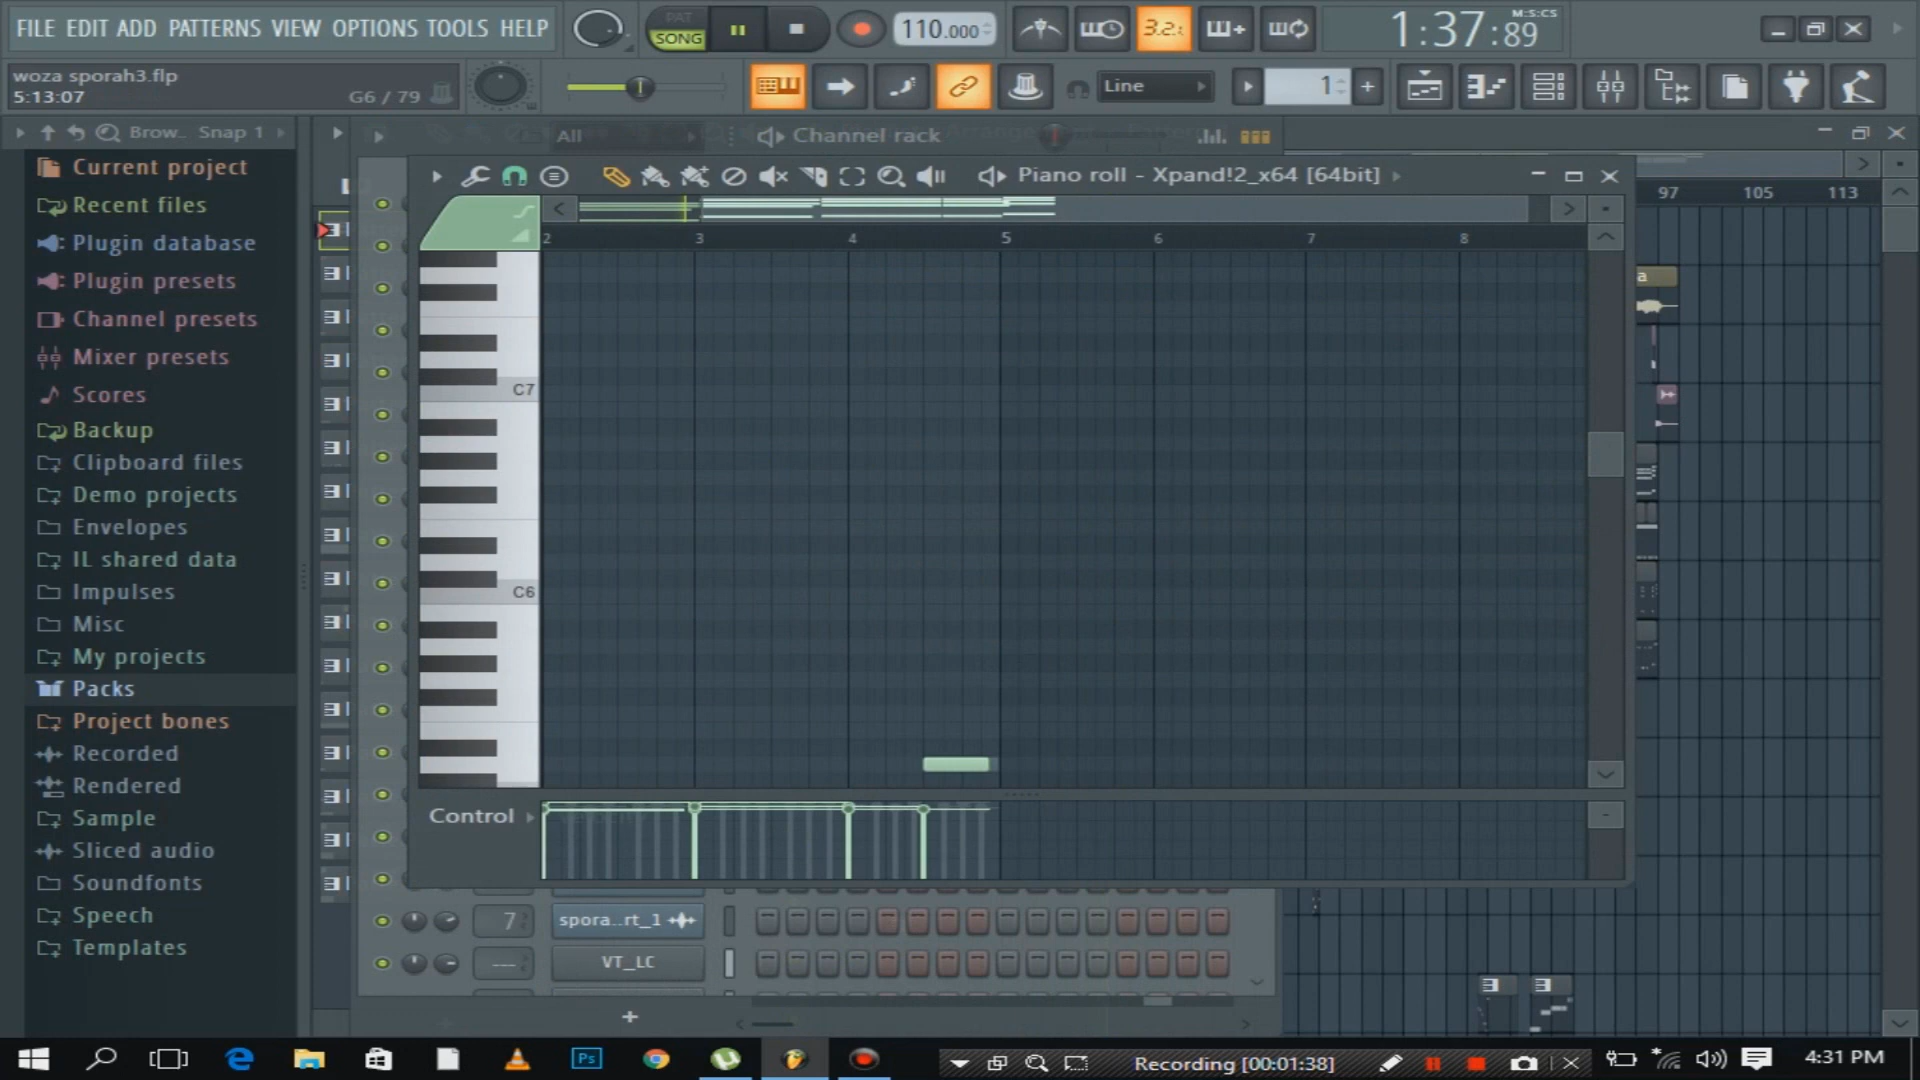 FILE EDIT ADD PATTERNS VIEW OPTIONS TOOLS HELP
PAT
SONG
110.000
3.2.
1:37:89
M:S:CS
woza sporah3.flp
5:13:07
G6 / 79
Line
1
Brow.. Snap 1
All
Channel rack
Current project
Recent files
Plugin database
Plugin presets
Channel presets
Mixer presets
Scores
Backup
Clipboard files
Demo projects
Envelopes
IL shared data
Impulses
Misc
My projects
Packs
Project bones
Recorded
Rendered
Sample
Sliced audio
Soundfonts
Speech
Templates
Piano roll - Xpand!2_x64 [64bit]
2 3 4 5 6 7 8
97 105 113
a
C7
C6
Control
7 spora...rt_1
--- VT_LC
Ps
Recording [00:01:38]
4:31 PM